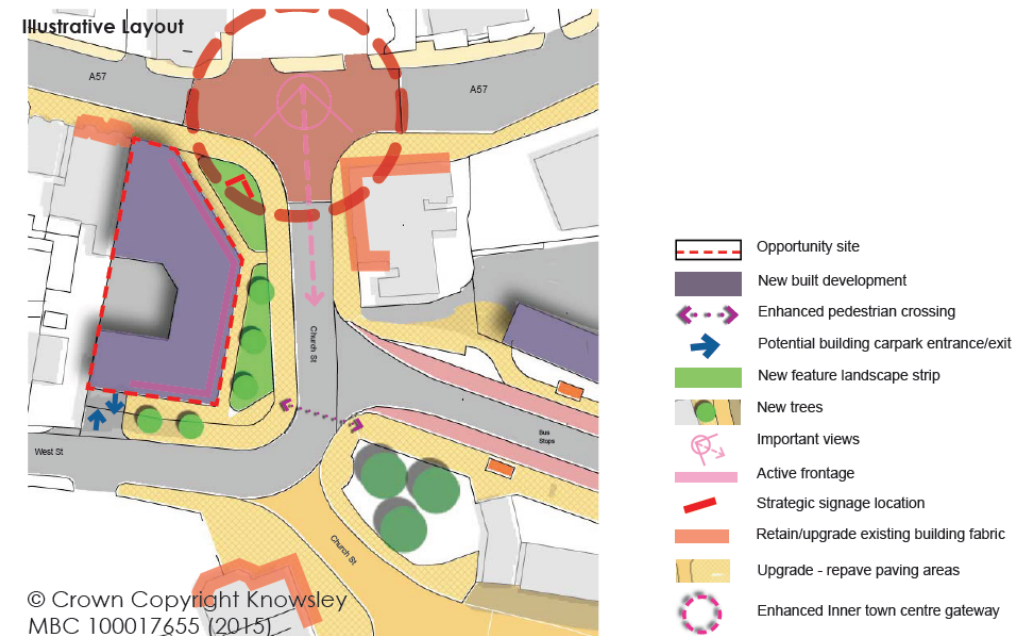 Illustrative Layout
A57
A57
Church St
West St
Bus
Stops
Church St
© Crown Copyright Knowsley
MBC 100017655 (2015)
Opportunity site
New built development
Enhanced pedestrian crossing
Potential building carpark entrance/exit
New feature landscape strip
New trees
Important views
Active frontage
Strategic signage location
Retain/upgrade existing building fabric
Upgrade - repave paving areas
Enhanced Inner town centre gateway